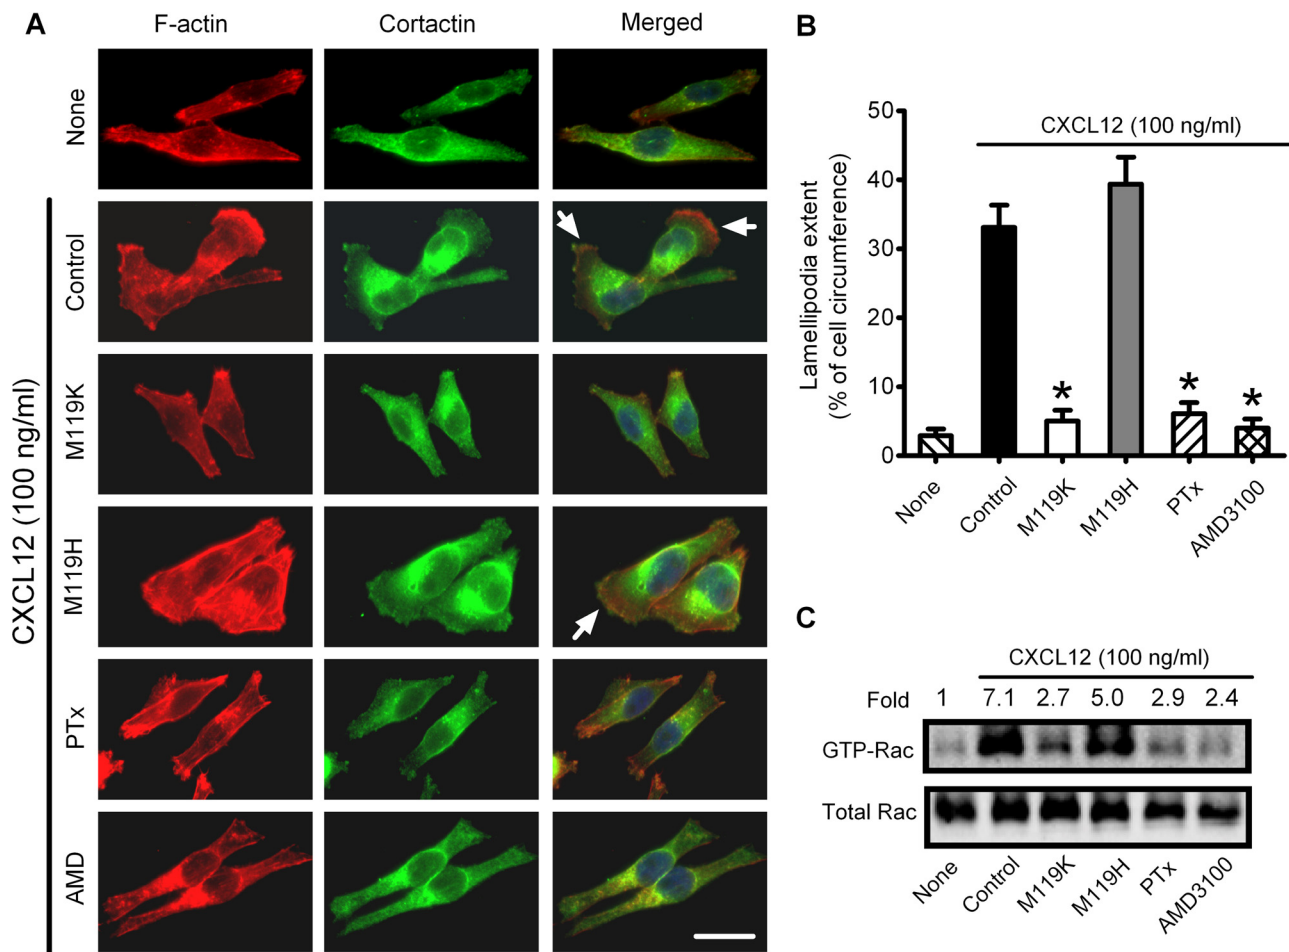 A
F-actin
Cortactin
Merged
None
CXCL12 (100 ng/ml)
Control
M119K
M119H
PTx
AMD
B
CXCL12 (100 ng/ml)
Lamellipodia extent
(% of cell circumference)
50
40
30
20
10
0
*
*
*
None
Control
M119K
M119H
PTx
AMD3100
C
CXCL12 (100 ng/ml)
Fold 1 7.1 2.7 5.0 2.9 2.4
GTP-Rac
Total Rac
None
Control
M119K
M119H
PTx
AMD3100